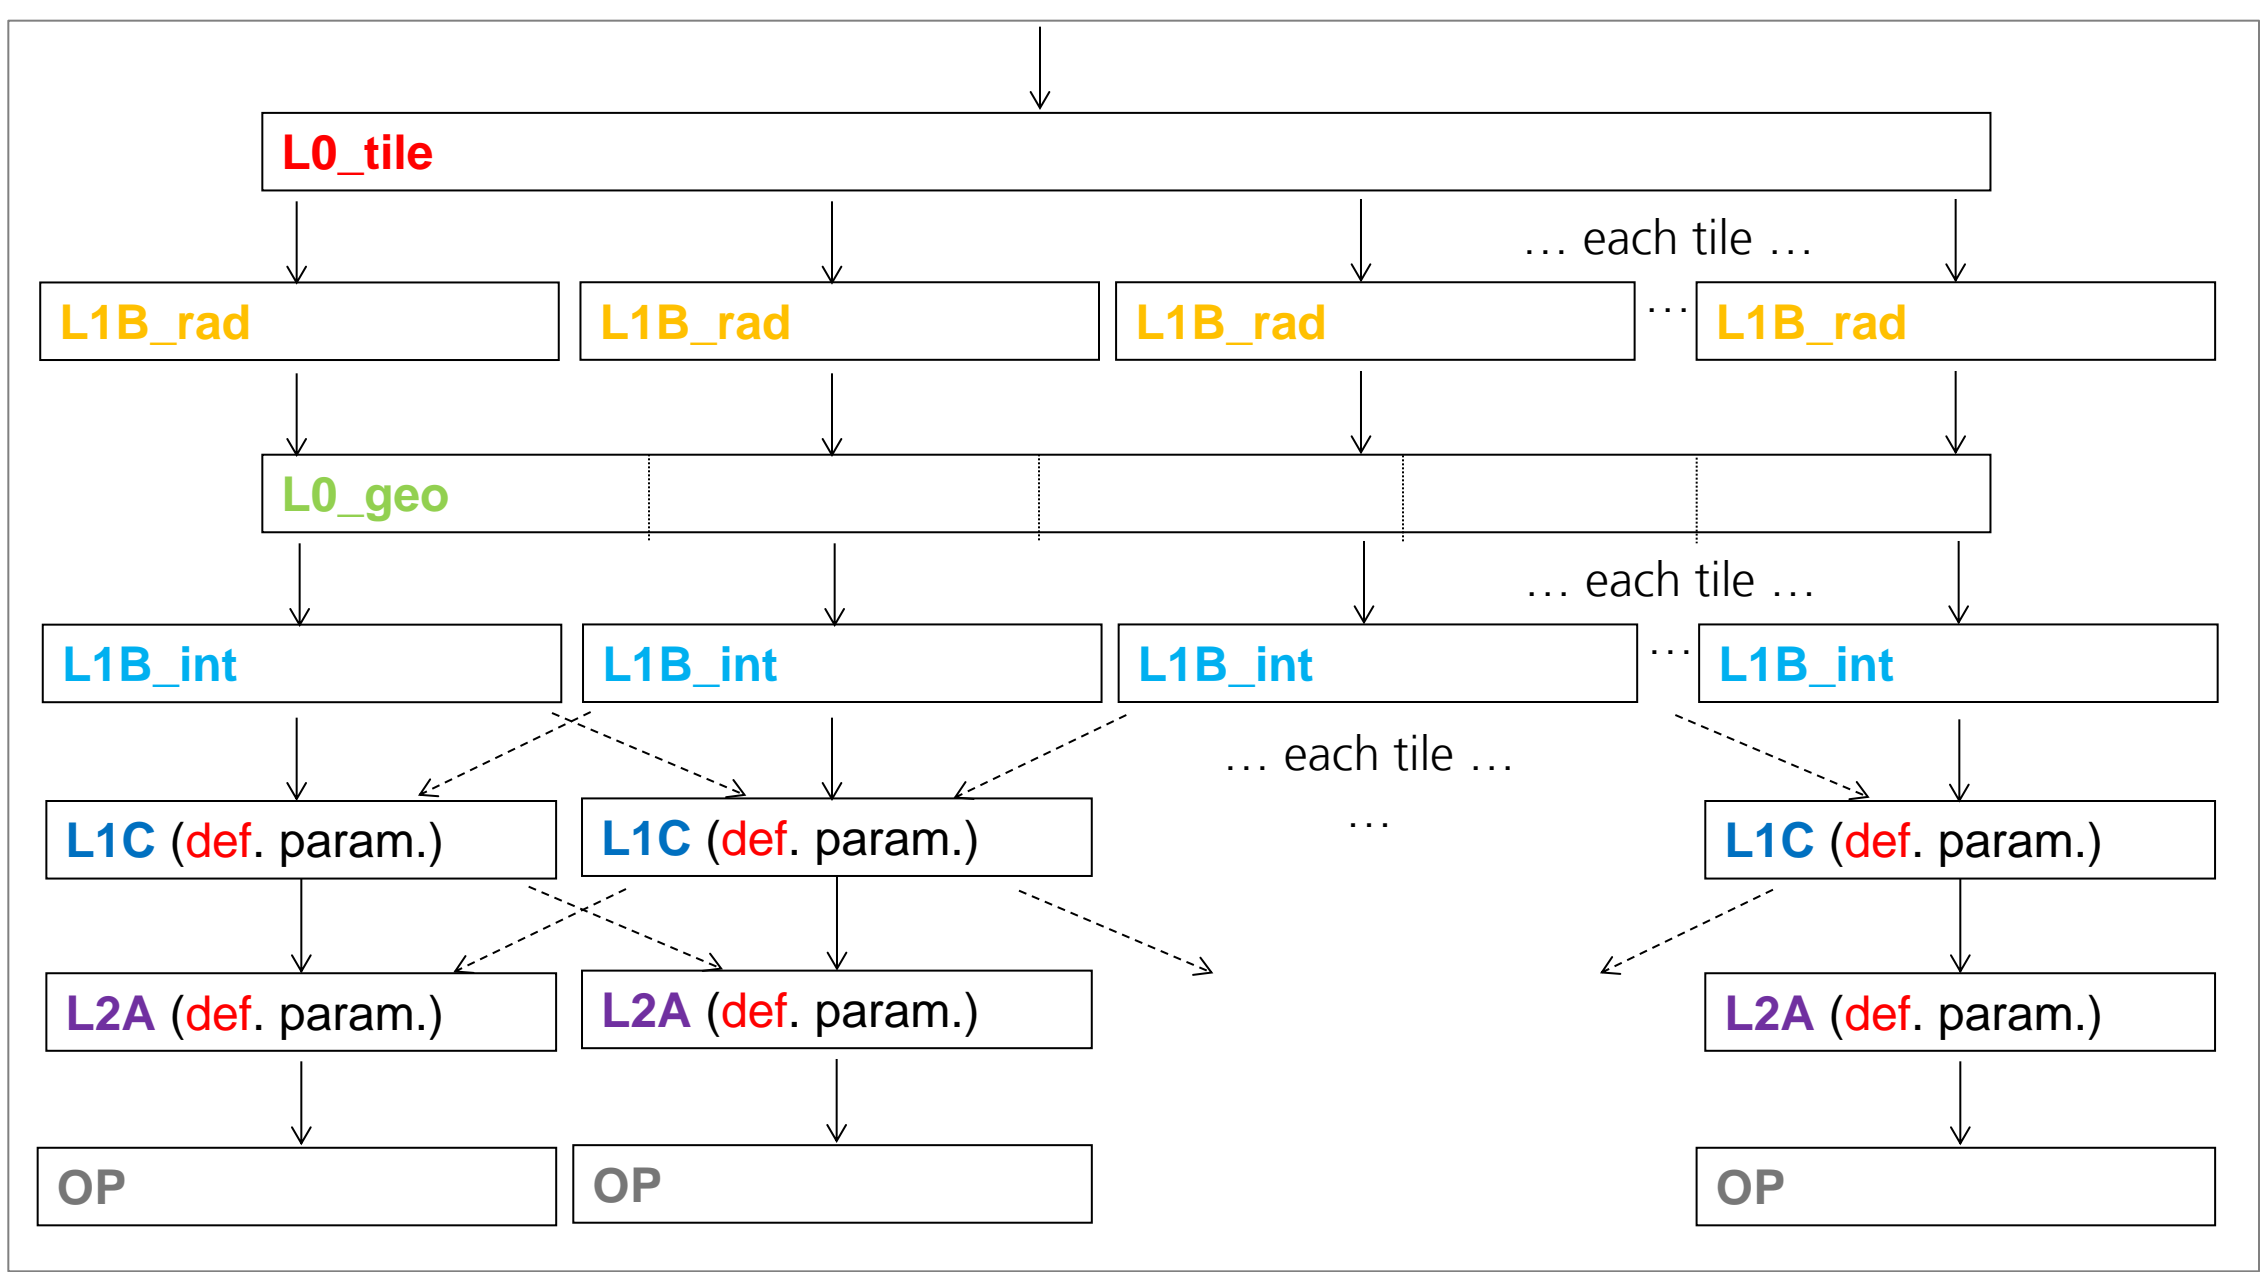 L0_tile
… each tile …
L1B_rad L1B_rad L1B_rad … L1B_rad
L0_geo
… each tile …
L1B_int L1B_int L1B_int … L1B_int
… each tile …
…
L1C (def. param.) L1C (def. param.) L1C (def. param.)
L2A (def. param.) L2A (def. param.) L2A (def. param.)
OP OP OP